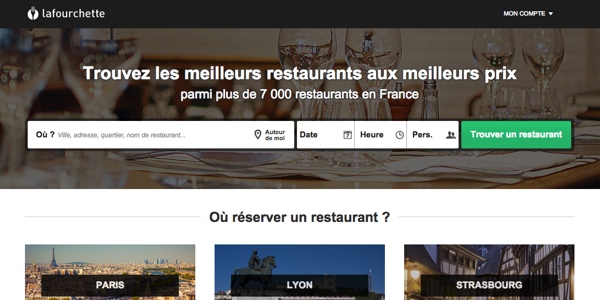 lafourchette
MON COMPTE
Trouvez les meilleurs restaurants aux meilleurs prix
parmi plus de 7 000 restaurants en France
Où ? Ville, adresse, quartier, nom de restaurant... Autour de moi Date 7 Heure Pers. Trouver un restaurant
Où réserver un restaurant ?
PARIS LYON STRASBOURG